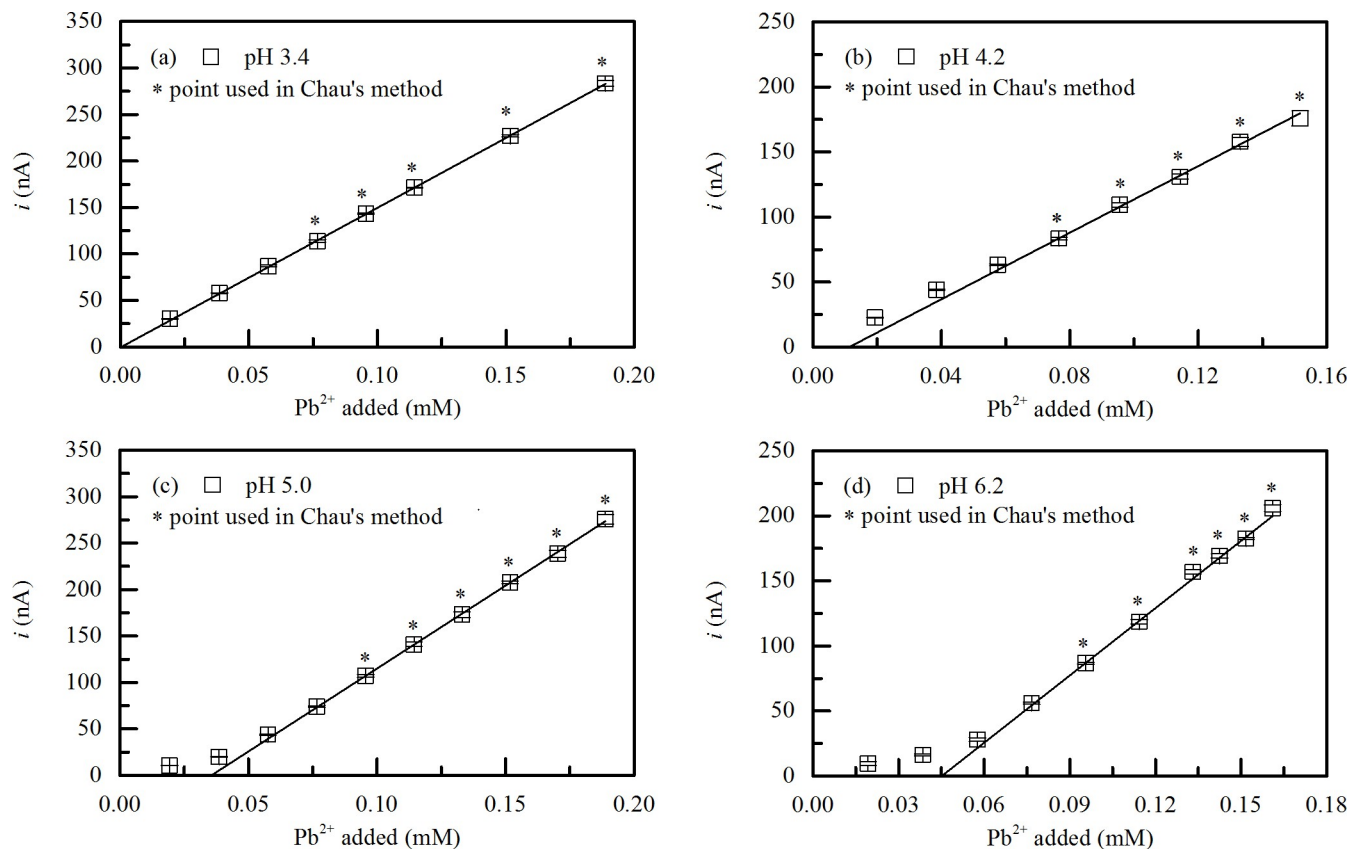 350
300
250
200
150
100
50
0
i (nA)
(a) pH 3.4
* point used in Chau's method
* * * * * *
0.00 0.05 0.10 0.15 0.20
Pb²⁺ added (mM)
250
200
150
100
50
0
i (nA)
(b) pH 4.2
* point used in Chau's method
* * * * *
0.00 0.04 0.08 0.12 0.16
Pb²⁺ added (mM)
350
300
250
200
150
100
50
0
i (nA)
(c) pH 5.0
* point used in Chau's method
* * * * * *
0.00 0.05 0.10 0.15 0.20
Pb²⁺ added (mM)
250
200
150
100
50
0
i (nA)
(d) pH 6.2
* point used in Chau's method
* * * * * *
0.00 0.03 0.06 0.09 0.12 0.15 0.18
Pb²⁺ added (mM)